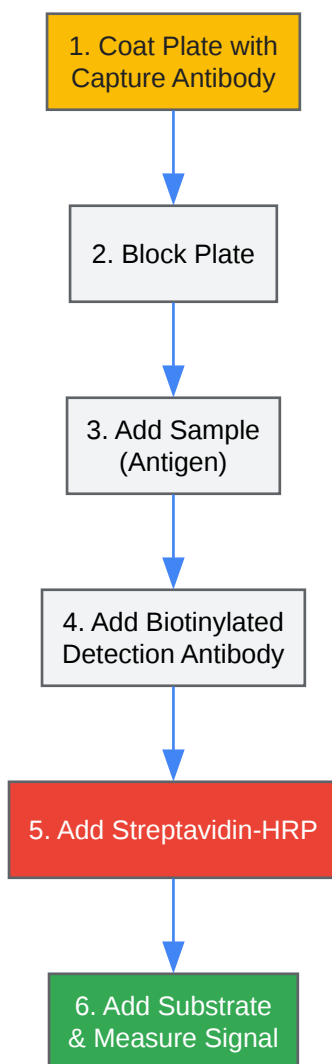 1. Coat Plate with
Capture Antibody
2. Block Plate
3. Add Sample
(Antigen)
4. Add Biotinylated
Detection Antibody
5. Add Streptavidin-HRP
6. Add Substrate
& Measure Signal